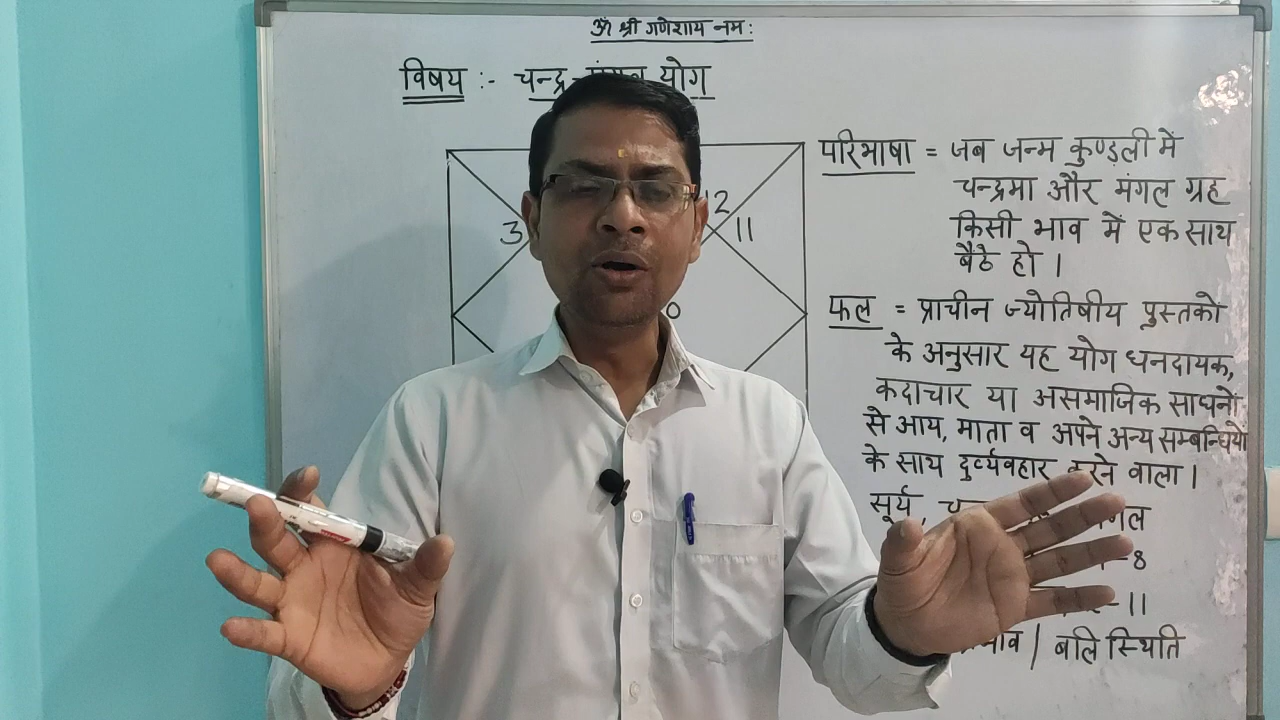 ॐ श्री गणेशाय नमः
विषय :- चन्द्र-मंगल योग
3
12
11
परिभाषा = जब जन्म कुण्डली में
चन्द्रमा और मंगल ग्रह
किसी भाव में एक साथ
बैठे हो ।
फल = प्राचीन ज्योतिषीय पुस्तको
के अनुसार यह योग धनदायक,
कदाचार या असमाजिक साधनो
से आय, माता व अपने अन्य सम्बन्धियो
के साथ दुर्व्यवहार करने वाला ।
सूर्य,
-8
-11
/ बलि स्थिति